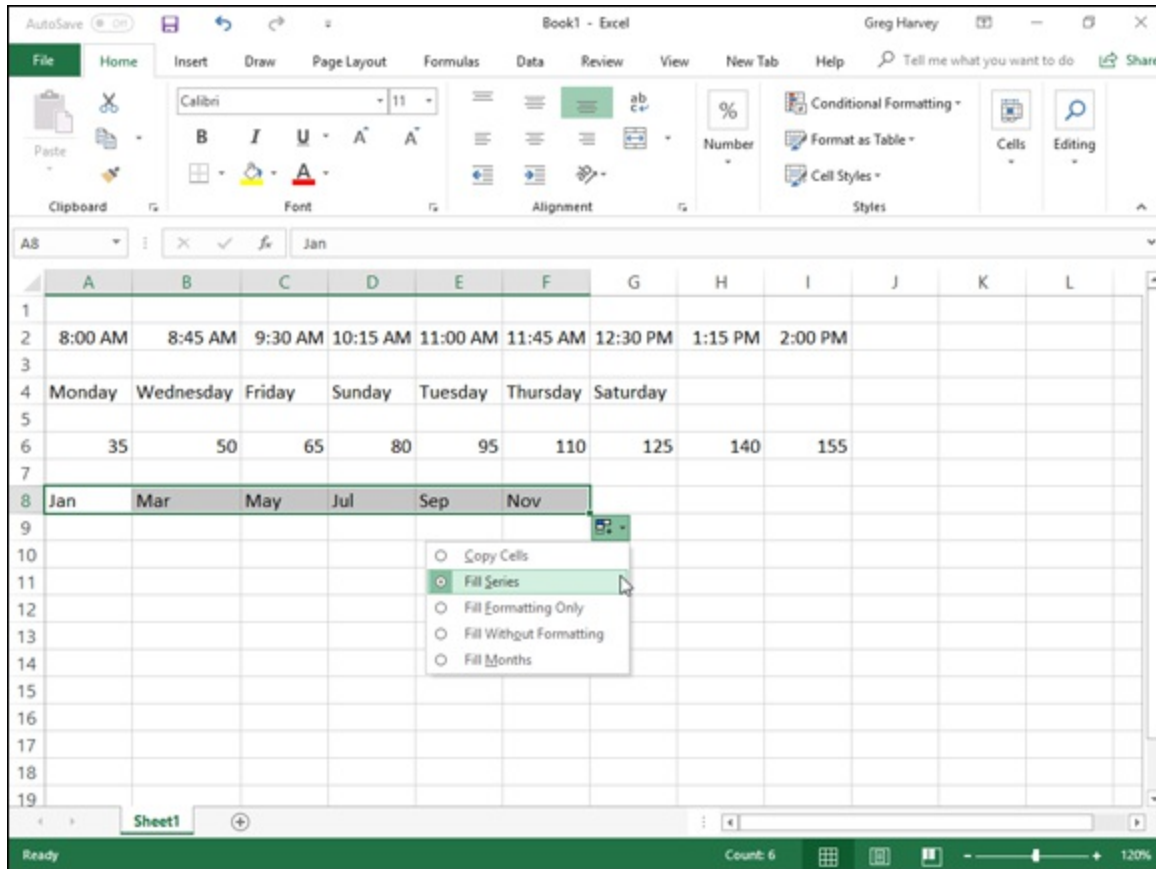 AutoSave Off Book1 - Excel Greg Harvey
File Home Insert Draw Page Layout Formulas Data Review View New Tab Help Tell me what you want to do Share
Calibri 11 ab c % Conditional Formatting
Paste B I U A A Number Format as Table Cells Editing
A Cell Styles
Clipboard Font Alignment Styles
A8 fx Jan
A B C D E F G H I J K L
1
2 8:00 AM 8:45 AM 9:30 AM 10:15 AM 11:00 AM 11:45 AM 12:30 PM 1:15 PM 2:00 PM
3
4 Monday Wednesday Friday Sunday Tuesday Thursday Saturday
5
6 35 50 65 80 95 110 125 140 155
7
8 Jan Mar May Jul Sep Nov
9
10 Copy Cells
11 Fill Series
12 Fill Formatting Only
13 Fill Without Formatting
14 Fill Months
15
16
17
18
19
Sheet1
Ready Count: 6 - + 120%